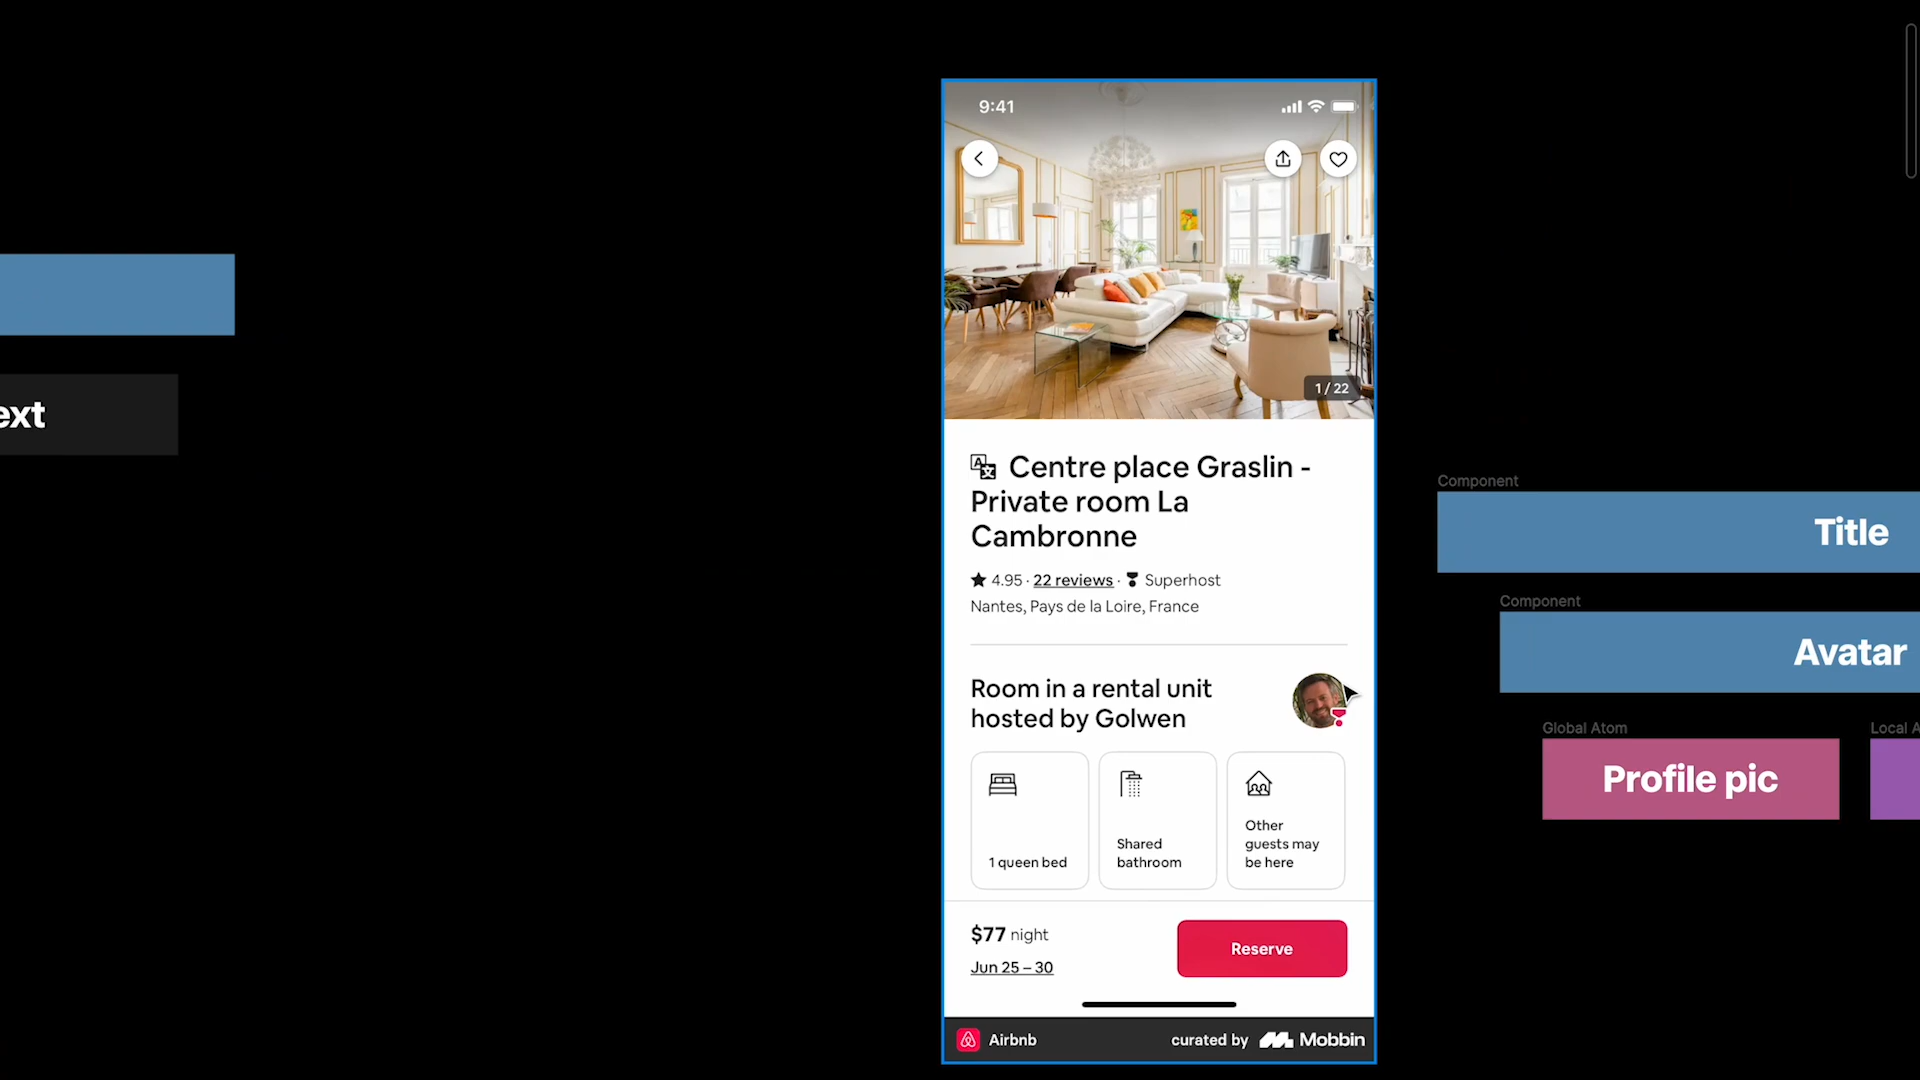 9:41
1 / 22
ext
Centre place Graslin -
Private room La
Cambronne
4.95 · 22 reviews · Superhost
Nantes, Pays de la Loire, France
Room in a rental unit
hosted by Golwen
1 queen bed
Shared
bathroom
Other
guests may
be here
$77 night
Jun 25 – 30
Reserve
Airbnb
curated by Mobbin
Component
Title
Component
Avatar
Global Atom
Profile pic
Local A